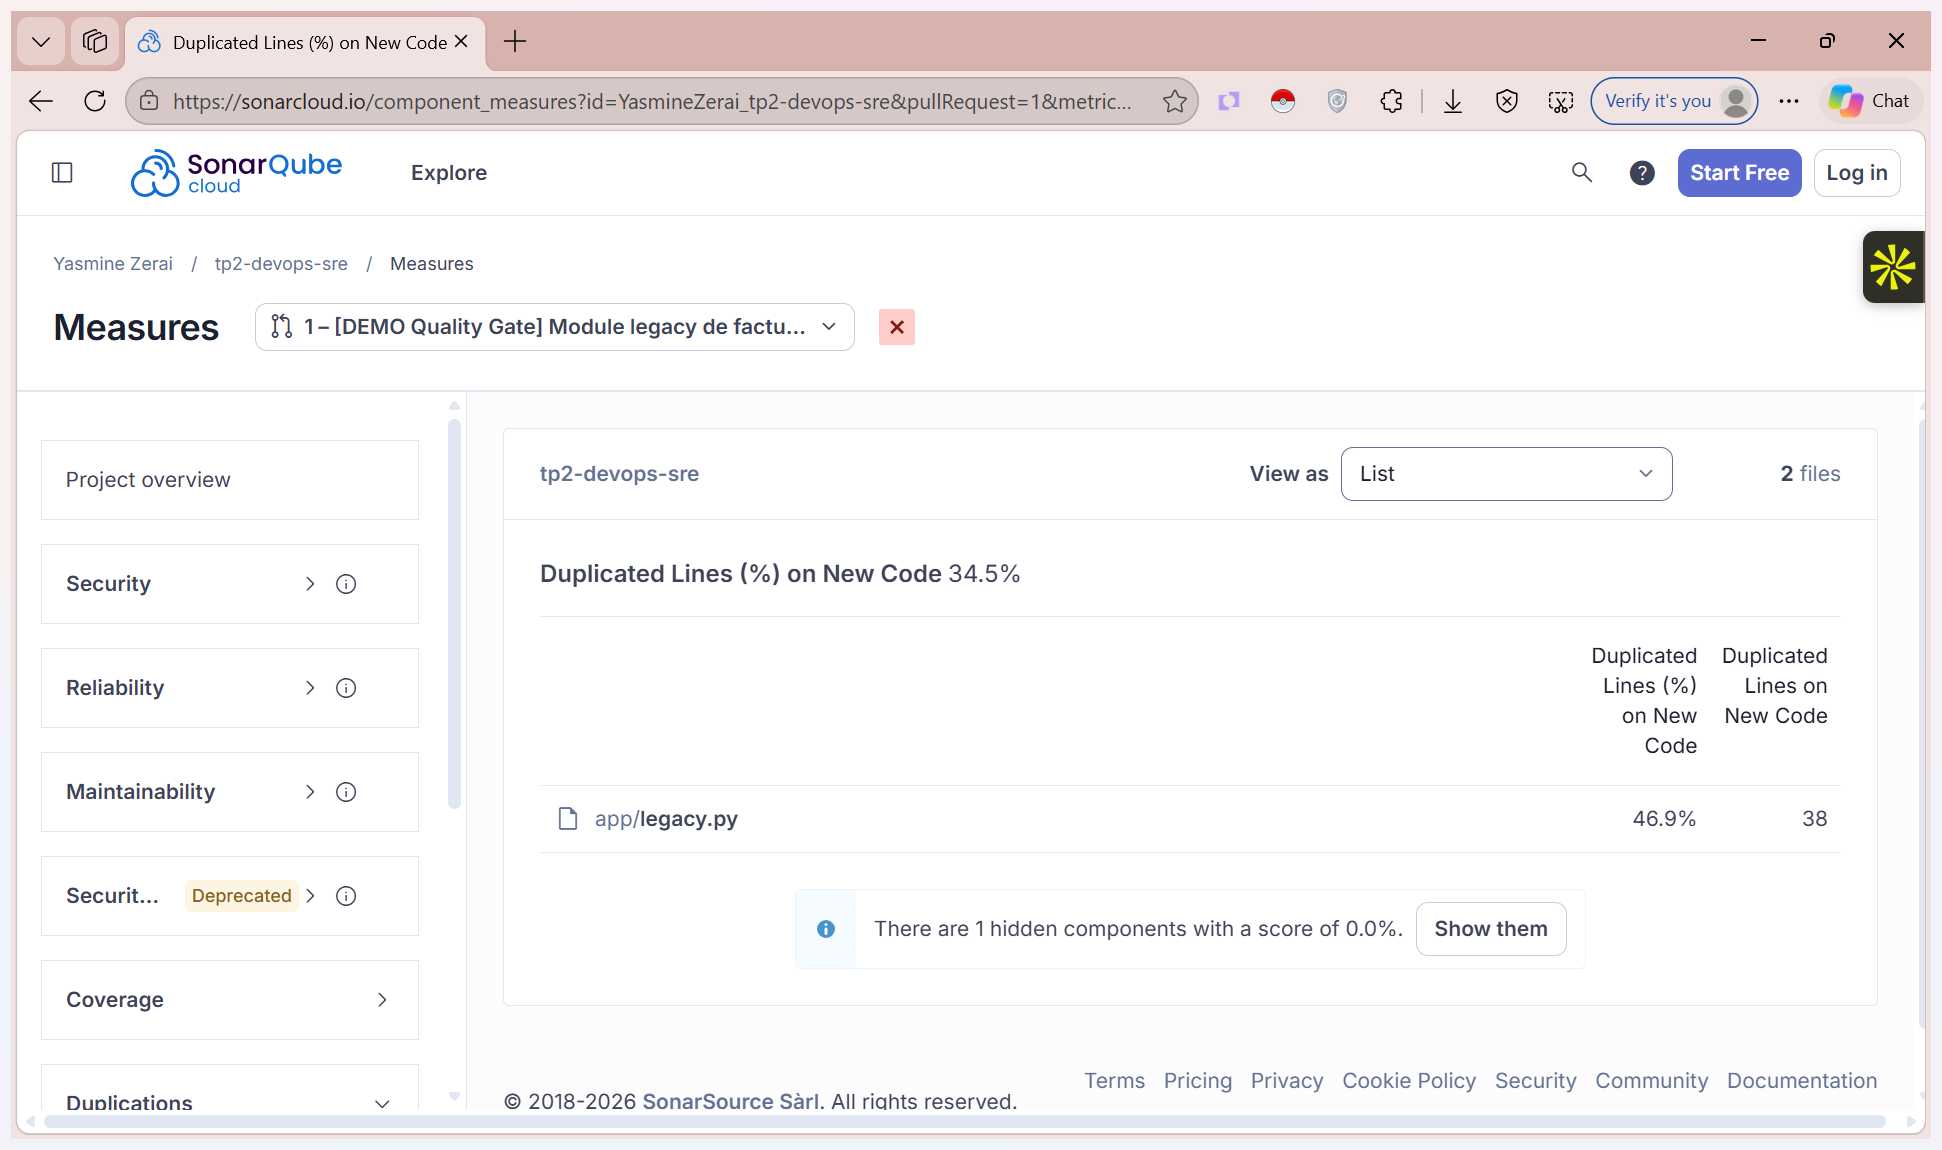 Duplicated Lines (%) on New Code
https://sonarcloud.io/component_measures?id=YasmineZerai_tp2-devops-sre&pullRequest=1&metric...
Verify it's you
Chat
SonarQube cloud
Explore
?
Start Free
Log in
Yasmine Zerai / tp2-devops-sre / Measures
Measures
1 – [DEMO Quality Gate] Module legacy de factu...
Project overview
Security
Reliability
Maintainability
Securit... Deprecated
Coverage
Duplications
tp2-devops-sre
View as List
2 files
Duplicated Lines (%) on New Code 34.5%
Duplicated Lines (%) on New Code
Duplicated Lines on New Code
app/legacy.py 46.9% 38
There are 1 hidden components with a score of 0.0%. Show them
Terms Pricing Privacy Cookie Policy Security Community Documentation
© 2018-2026 SonarSource Sàrl. All rights reserved.